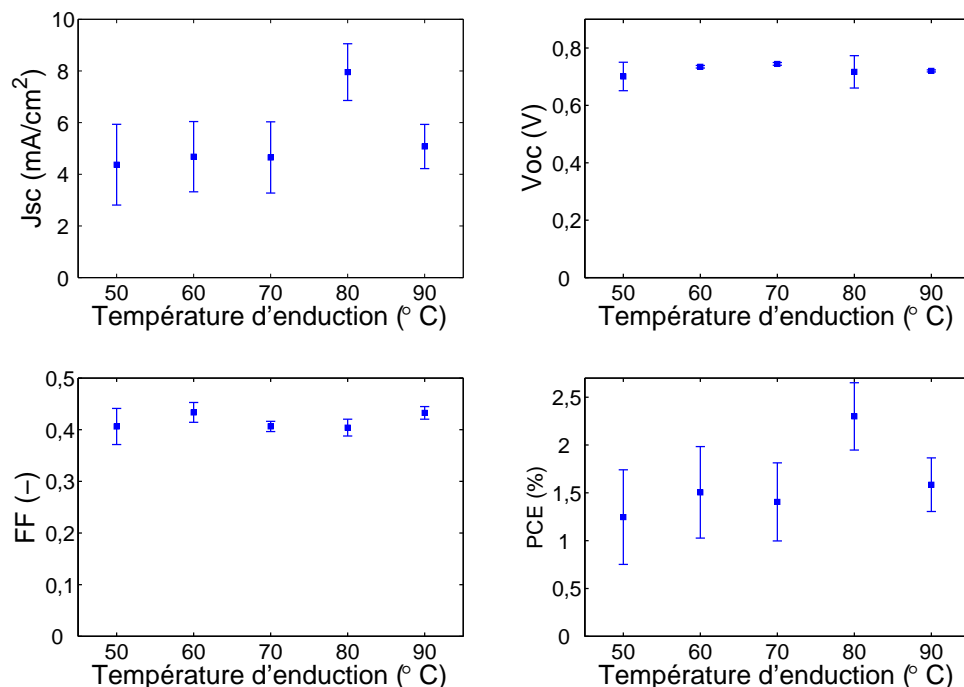 10
8
6
4
2
0
Jsc (mA/cm²)
50 60 70 80 90
Température d'enduction (° C)
0,8
0,6
0,4
0,2
0
Voc (V)
50 60 70 80 90
Température d'enduction (° C)
0,5
0,4
0,3
0,2
0,1
0
FF (–)
50 60 70 80 90
Température d'enduction (° C)
2,5
2
1,5
1
0,5
0
PCE (%)
50 60 70 80 90
Température d'enduction (° C)